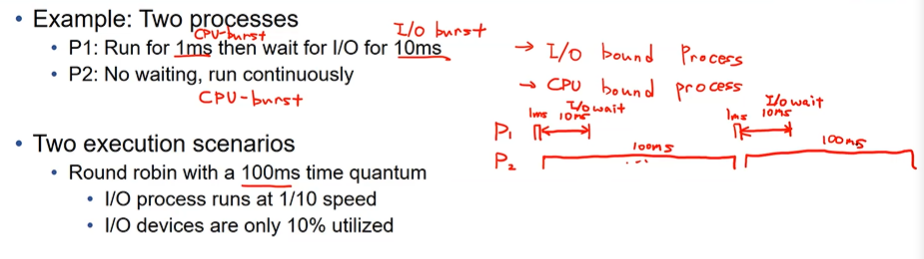 • Example: Two processes
CPU-burst
I/o burst
• P1: Run for 1ms then wait for I/O for 10ms
→ I/o bound Process
• P2: No waiting, run continuously
CPU-burst
→ CPU bound process
1ms I/o wait 10ms
1ms I/o wait 10ms
P1
100ms
100ms
P2
...
• Two execution scenarios
• Round robin with a 100ms time quantum
• I/O process runs at 1/10 speed
• I/O devices are only 10% utilized